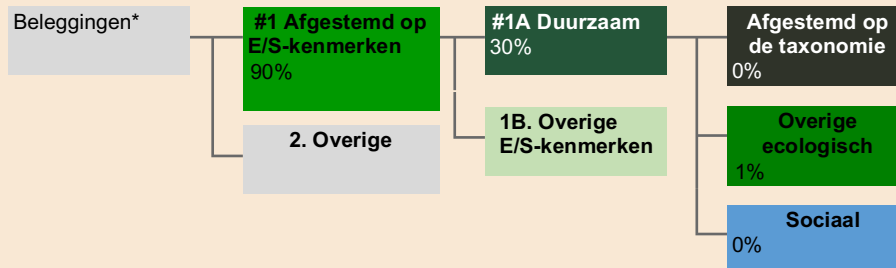 Beleggingen*
#1 Afgestemd op
E/S-kenmerken
90%
2. Overige
#1A Duurzaam
30%
1B. Overige
E/S-kenmerken
Afgestemd op
de taxonomie
0%
Overige
ecologisch
1%
Sociaal
0%